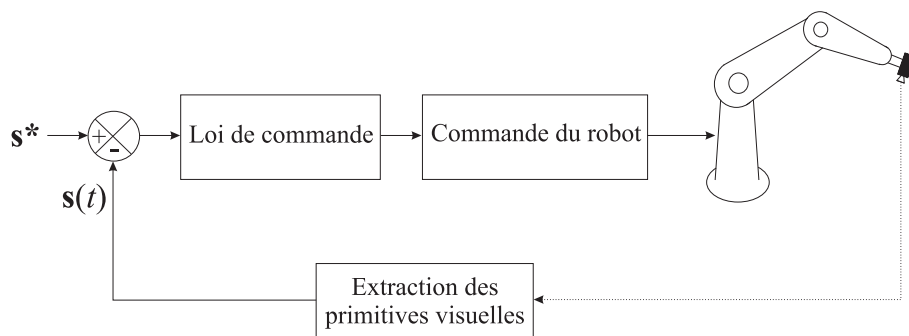 s*
+
-
Loi de commande
Commande du robot
s(t)
Extraction des
primitives visuelles